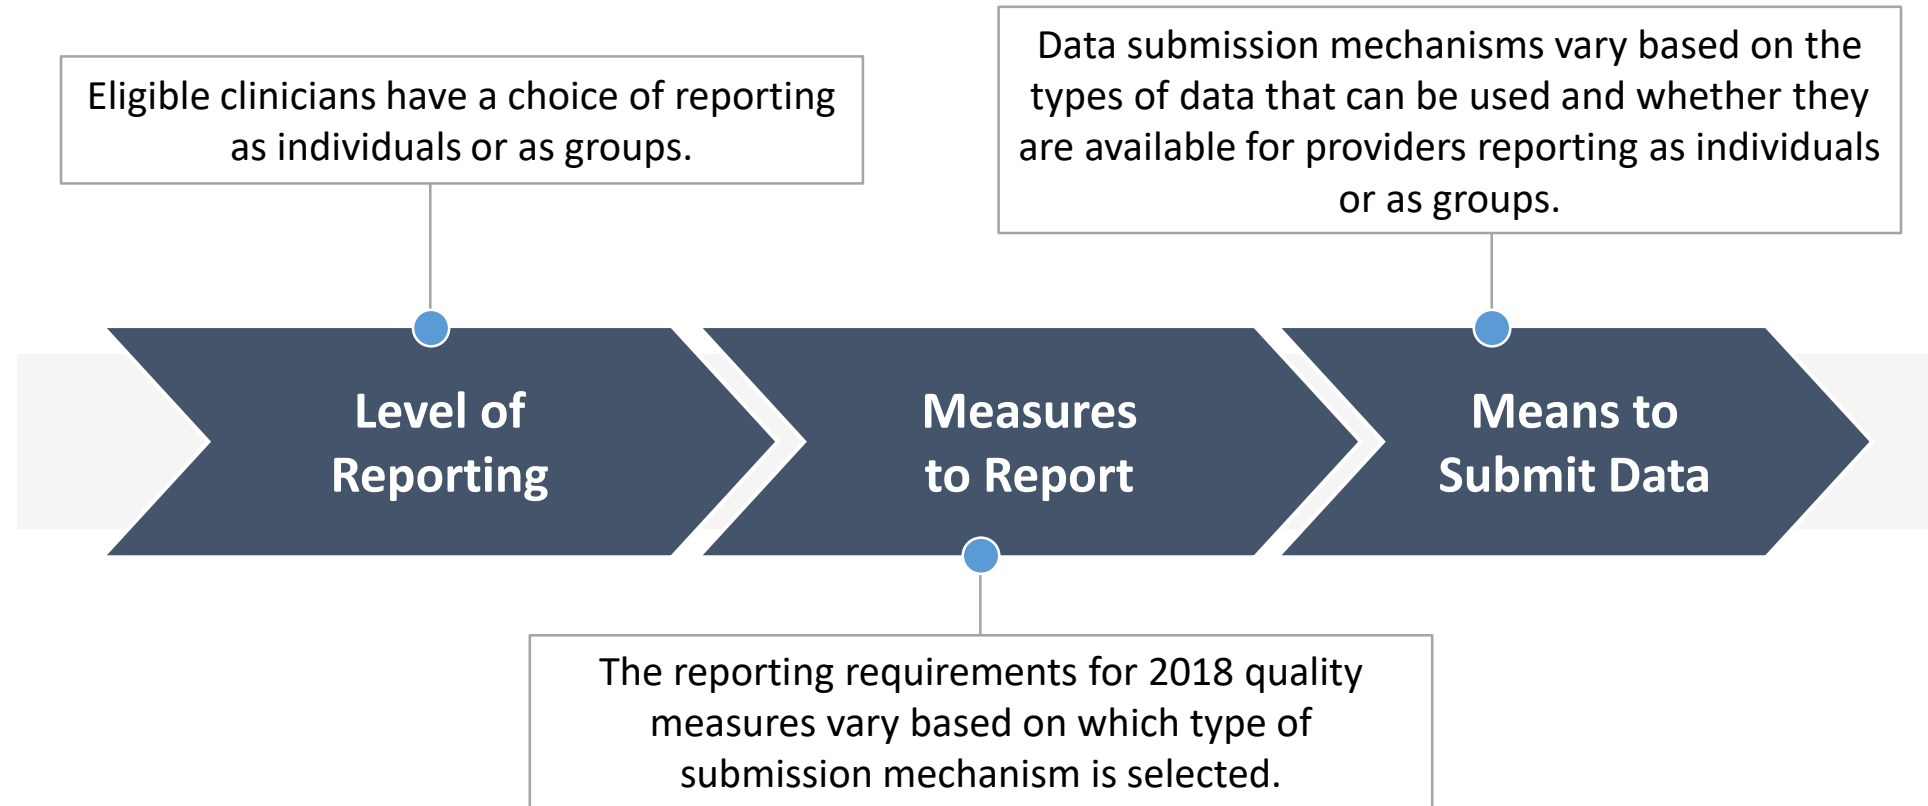 Eligible clinicians have a choice of reporting
as individuals or as groups.
Data submission mechanisms vary based on the
types of data that can be used and whether they
are available for providers reporting as individuals
or as groups.
Level of
Reporting
Measures
to Report
Means to
Submit Data
The reporting requirements for 2018 quality
measures vary based on which type of
submission mechanism is selected.